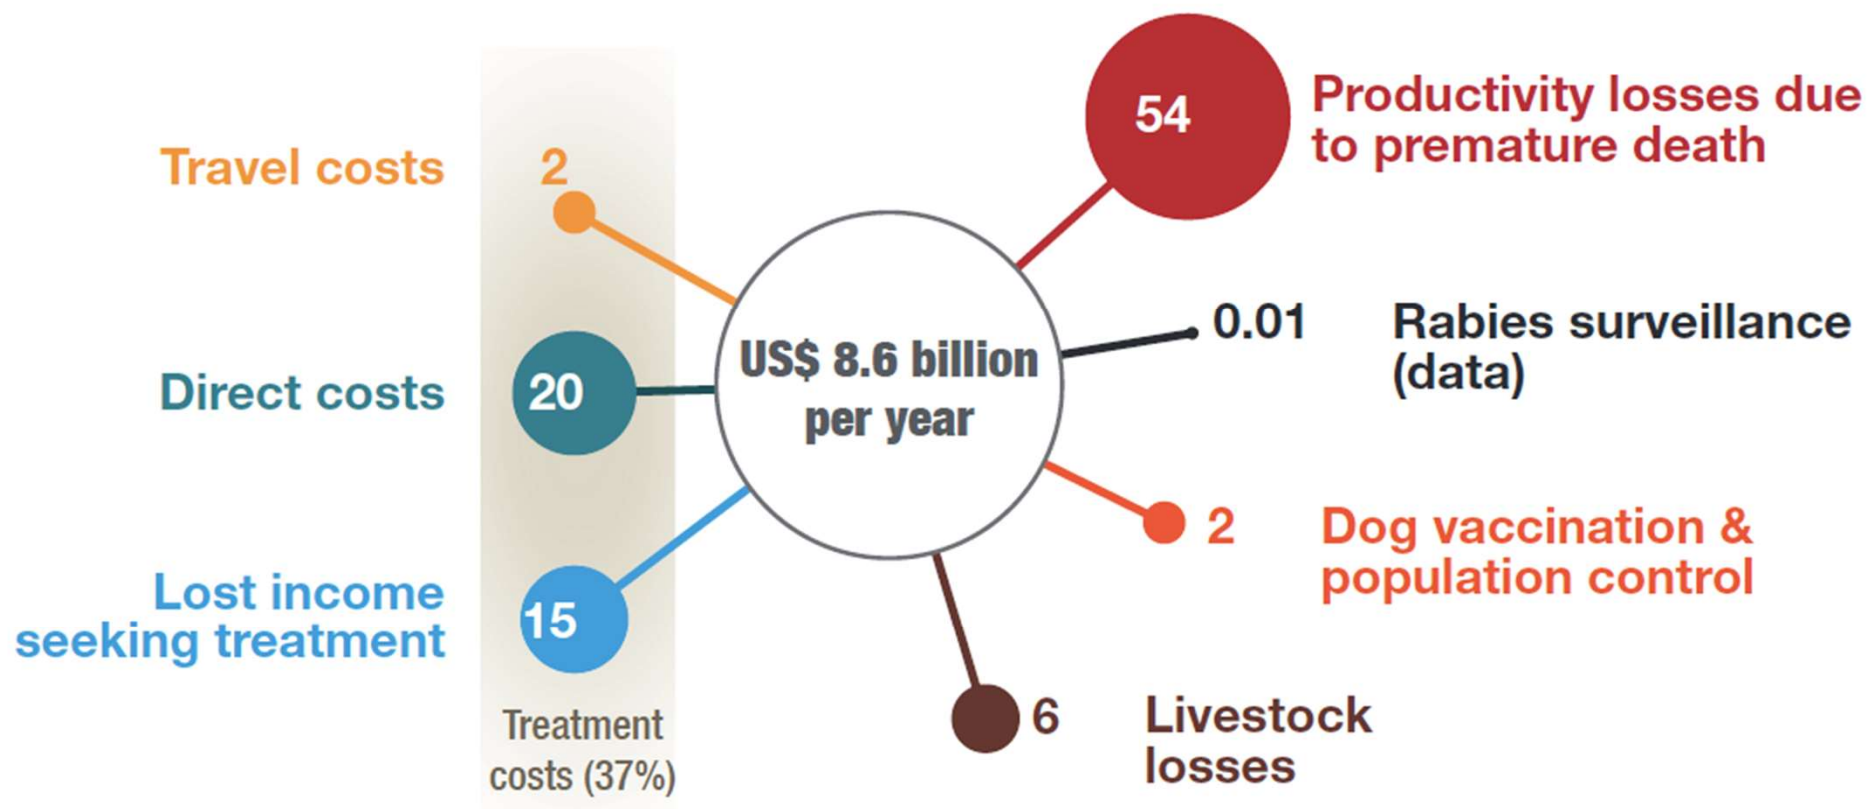 Travel costs
2
Direct costs
20
Lost income
seeking treatment
15
Treatment
costs (37%)
US$ 8.6 billion
per year
54
Productivity losses due
to premature death
0.01
Rabies surveillance
(data)
2
Dog vaccination &
population control
6
Livestock
losses